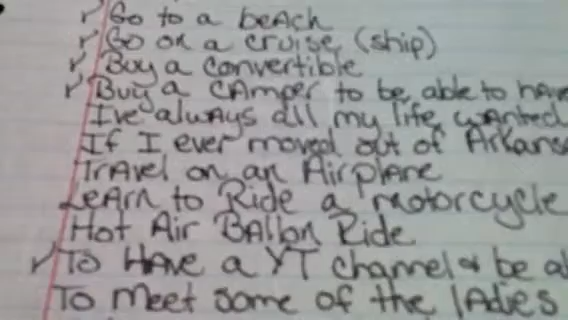 ✓ Go to a beach
✓ Go on a cruise (ship)
✓ Buy a convertible
✓ Buy a camper to be able to have
I've always all my life wanted
If I ever moved out of Arkans
Travel on an Airplane
Learn to Ride a motorcycle
Hot Air Ballon Ride
✓ To Have a YT channel & be a
To meet some of the ladies